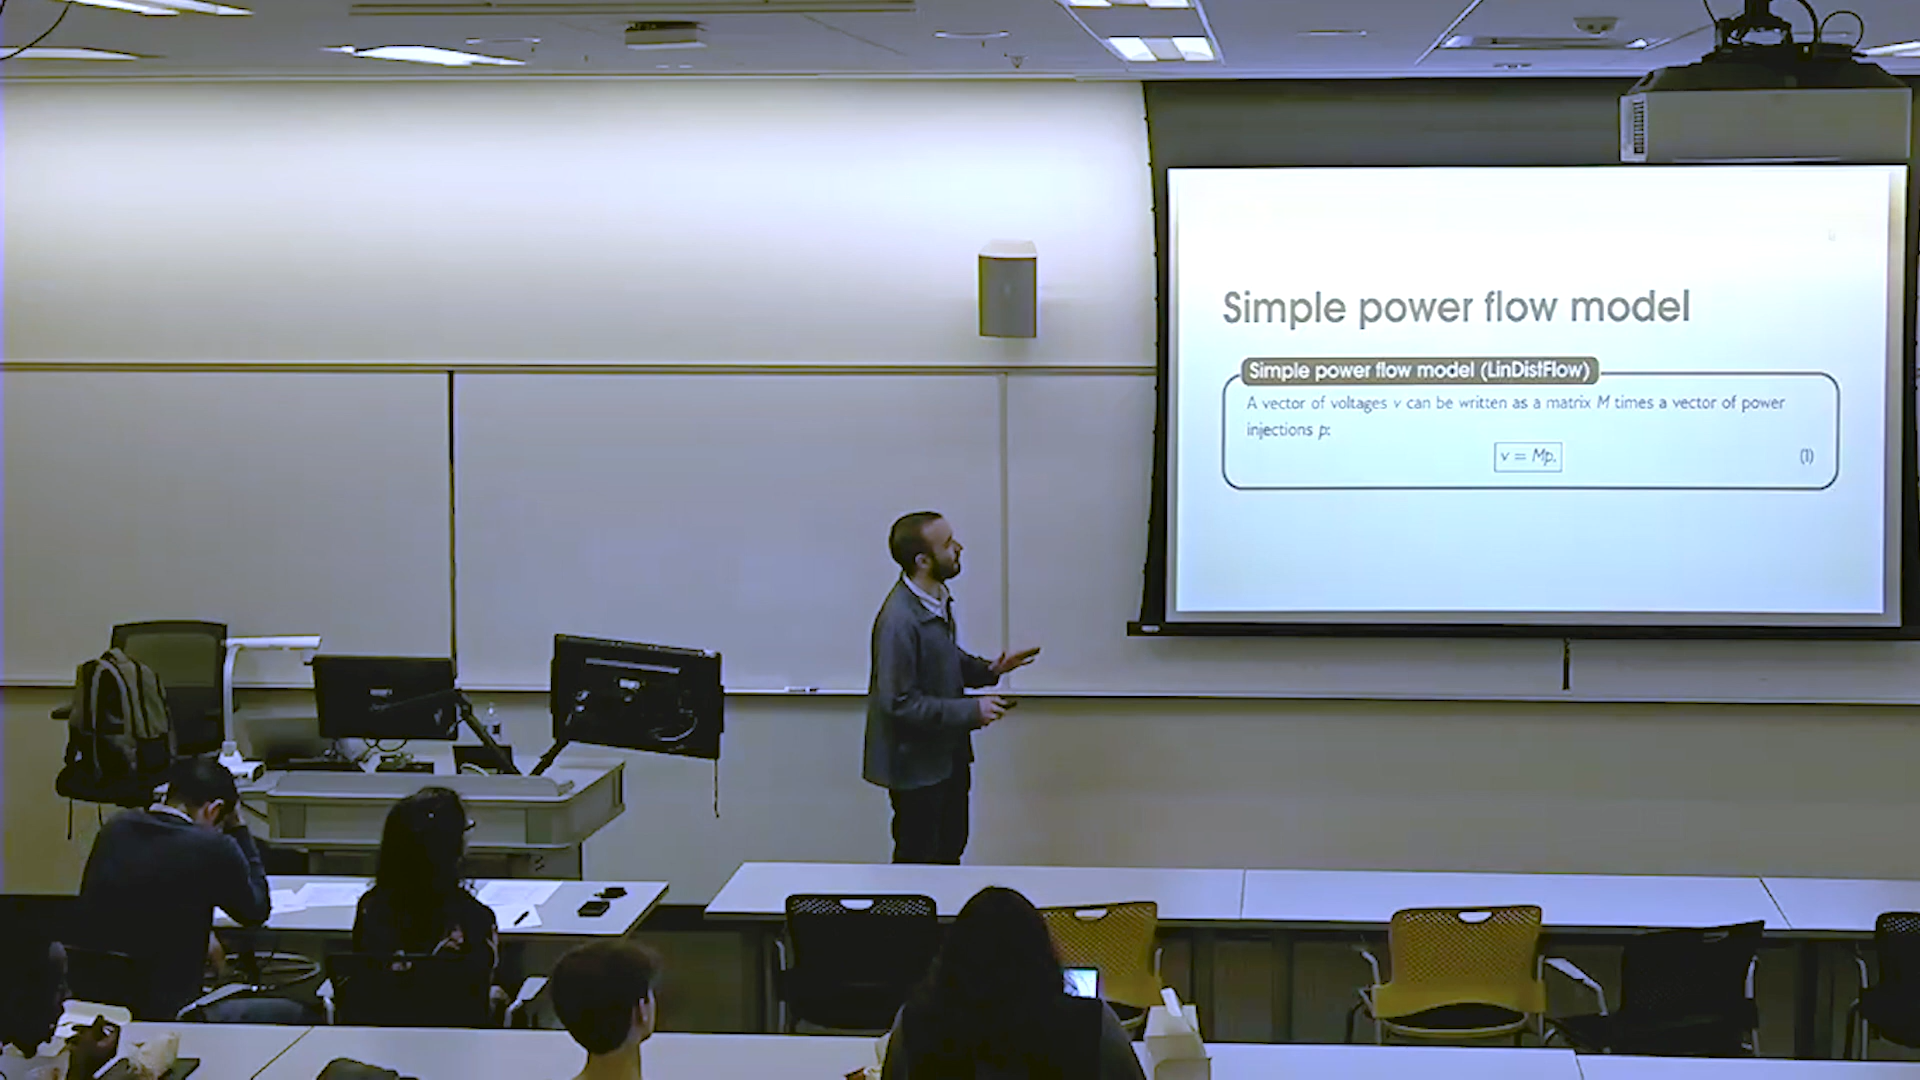 Simple power flow model
Simple power flow model (LinDistFlow)
A vector of voltages v can be written as a matrix M times a vector of power
injections p:
v = Mp.
(1)